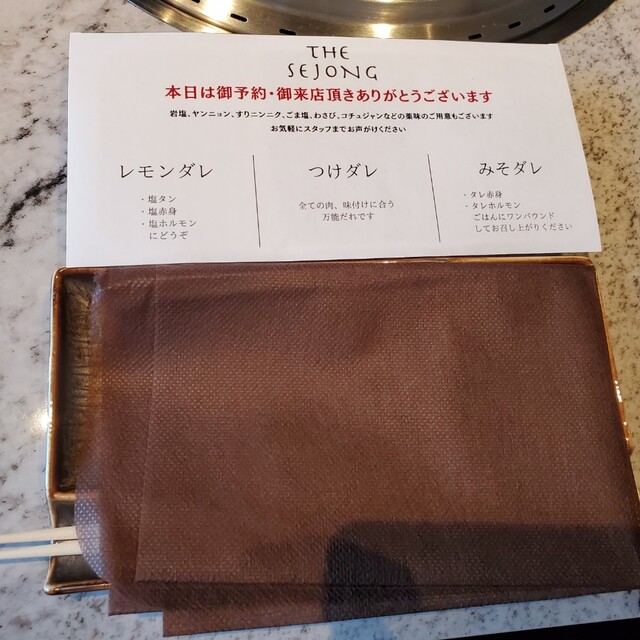 THE
SEJONG
本日は御予約・御来店頂きありがとうございます
岩塩、ヤンニョン、すりニンニク、ごま塩、わさび、コチュジャンなどの薬味のご用意もございます
お気軽にスタッフまでお声がけください
レモンダレ
・塩タン
・塩赤身
・塩ホルモン
にどうぞ
つけダレ
全ての肉、味付けに合う
万能だれです
みそダレ
・タレ赤身
・タレホルモン
ごはんにワンバウンド
してお召し上がりください